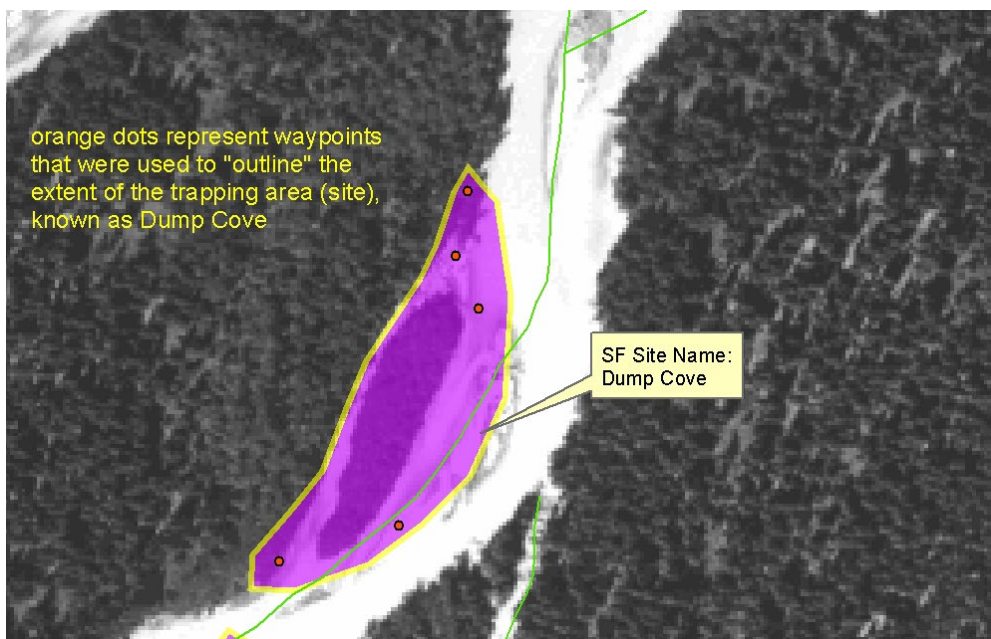 orange dots represent waypoints
that were used to "outline" the
extent of the trapping area (site),
known as Dump Cove
SF Site Name:
Dump Cove